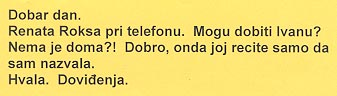 Dobar dan.
Renata Roksa pri telefonu.  Mogu dobiti Ivanu?
Nema je doma?!  Dobro, onda joj recite samo da
sam nazvala.
Hvala.  Doviđenja.